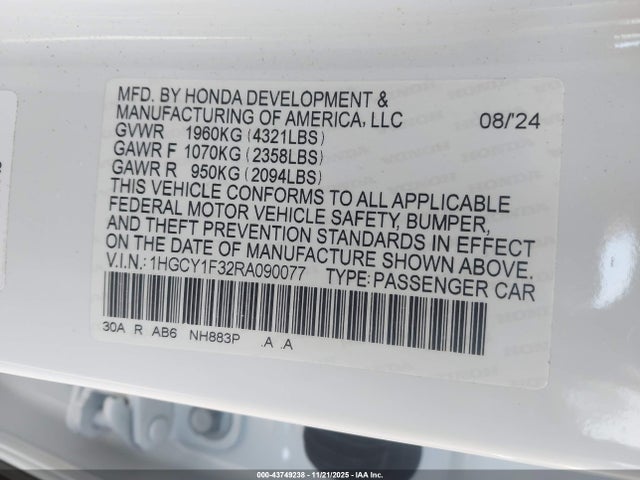 MFD. BY HONDA DEVELOPMENT &
MANUFACTURING OF AMERICA, LLC 08/'24
GVWR 1960KG (4321LBS)
GAWR F 1070KG (2358LBS)
GAWR R 950KG (2094LBS)
THIS VEHICLE CONFORMS TO ALL APPLICABLE
FEDERAL MOTOR VEHICLE SAFETY, BUMPER,
AND THEFT PREVENTION STANDARDS IN EFFECT
ON THE DATE OF MANUFACTURE SHOWN ABOVE.
V.I.N.: 1HGCY1F32RA090077 TYPE: PASSENGER CAR
30A R AB6 NH883P .A .A
00-43749238 - 11/21/2025 - IAA Inc.